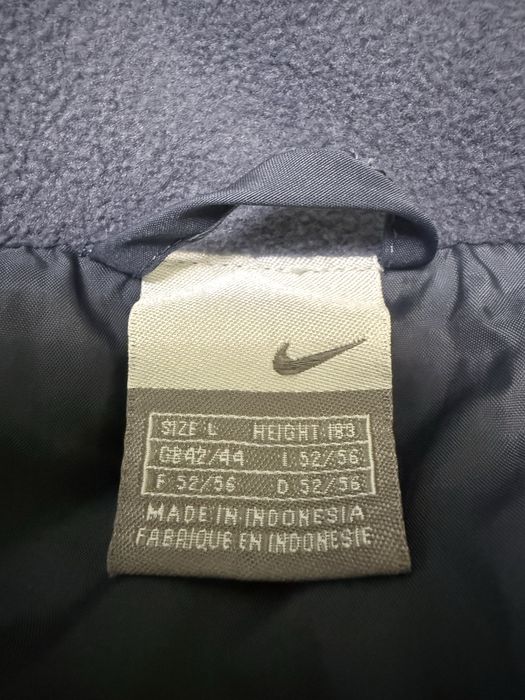 SIZE L HEIGHT 183
GB42/44 I 52/56
F 52/56 D 52/56
MADE IN INDONESIA
FABRIQUE EN INDONESIE